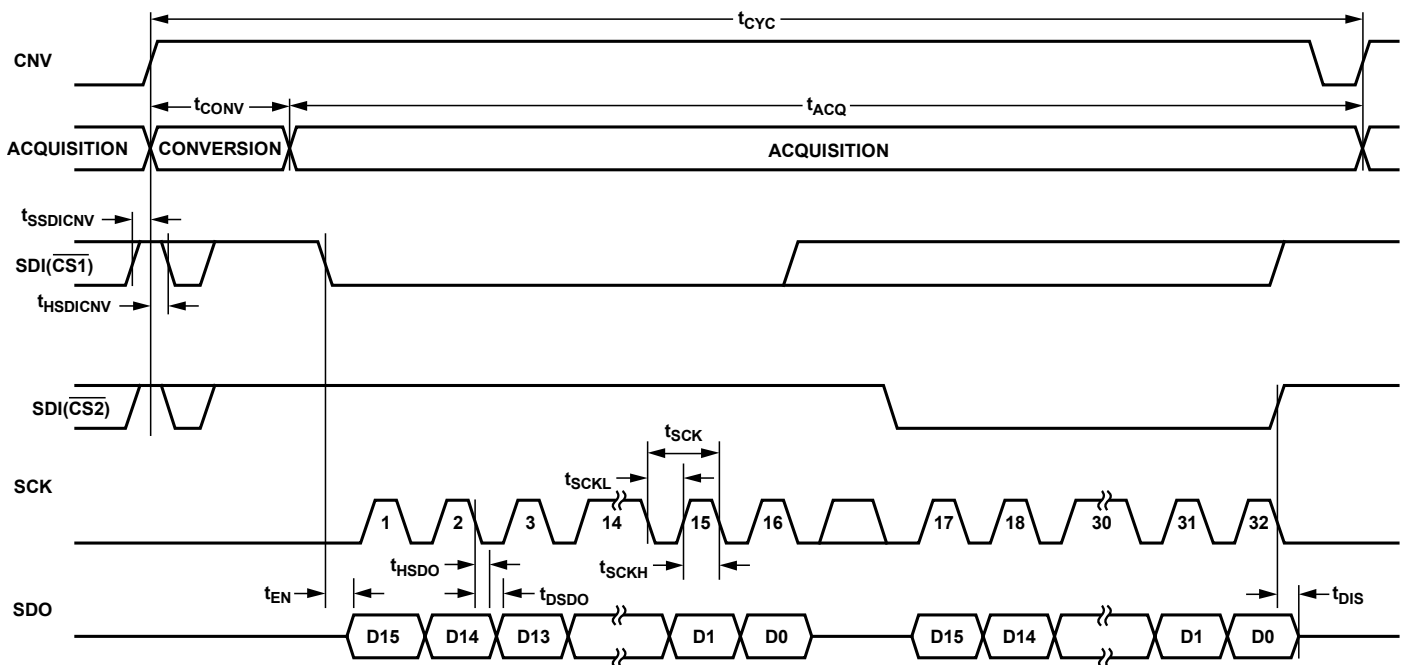 tCYC
CNV
tCONV
tACQ
ACQUISITION CONVERSION ACQUISITION
tSSDICNV
SDI(CS1)
tHSDICNV
SDI(CS2)
tSCK
SCK
tSCKL
1 2 3 14 15 16 17 18 30 31 32
tHSDO
tSCKH
tEN
tDSDO
tDIS
SDO
D15 D14 D13 D1 D0 D15 D14 D1 D0